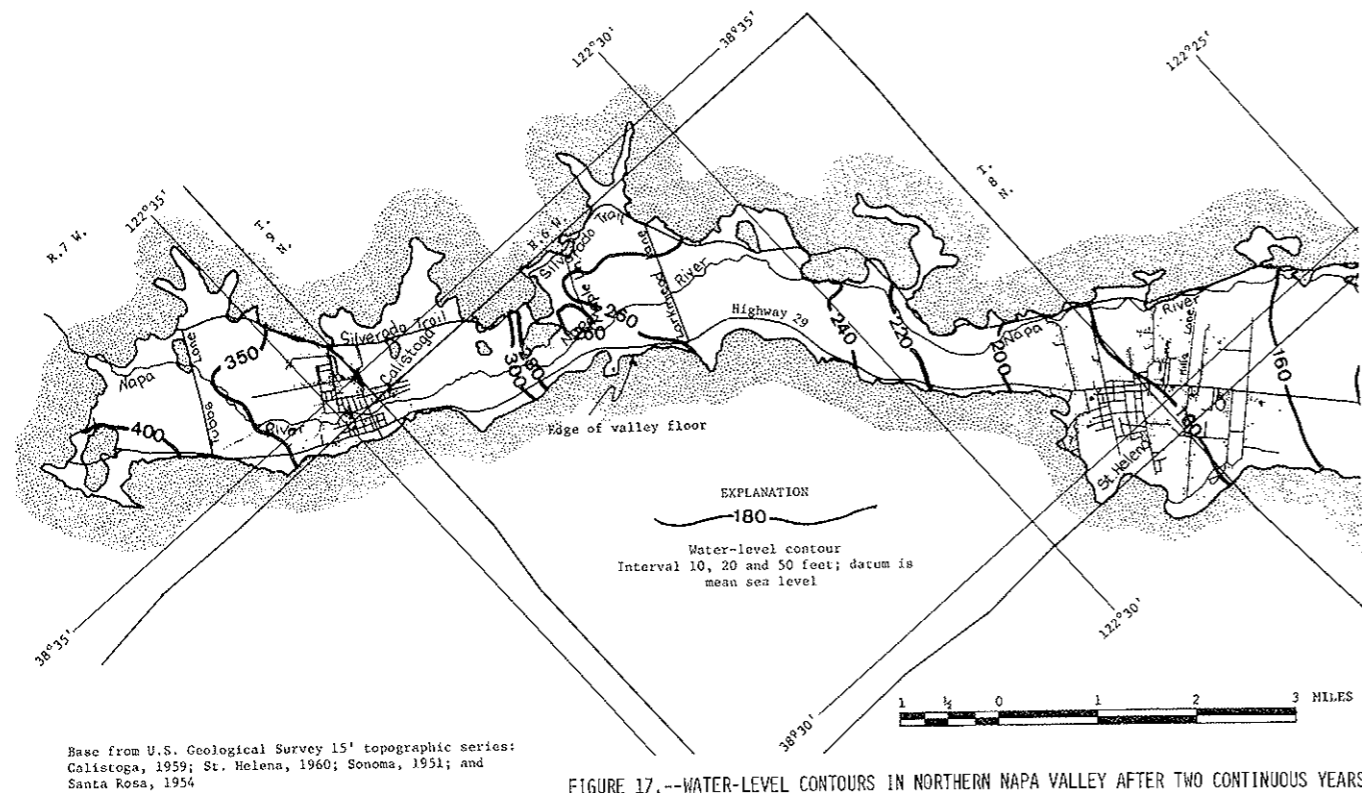 122°30'
38°35'
122°25'
T.
8
N.
R.7 W.
122°35'
T.
9
N.
R.6 W.
Silverado Trail
Lane
Napa
River
Larkmead
Highway 29
Silverado Trail
Calistoga
350
Lane
Napa
River
400
300
280
260
260
240
220
200
Napa
River
Lane
160
180
St Helena
Edge of valley floor
EXPLANATION
180
Water-level contour
Interval 10, 20 and 50 feet; datum is
mean sea level
38°35'
122°30'
38°30'
1 ½ 0 1 2 3 MILES
Base from U.S. Geological Survey 15' topographic series:
Calistoga, 1959; St. Helena, 1960; Sonoma, 1951; and
Santa Rosa, 1954
FIGURE 17.--WATER-LEVEL CONTOURS IN NORTHERN NAPA VALLEY AFTER TWO CONTINUOUS YEARS